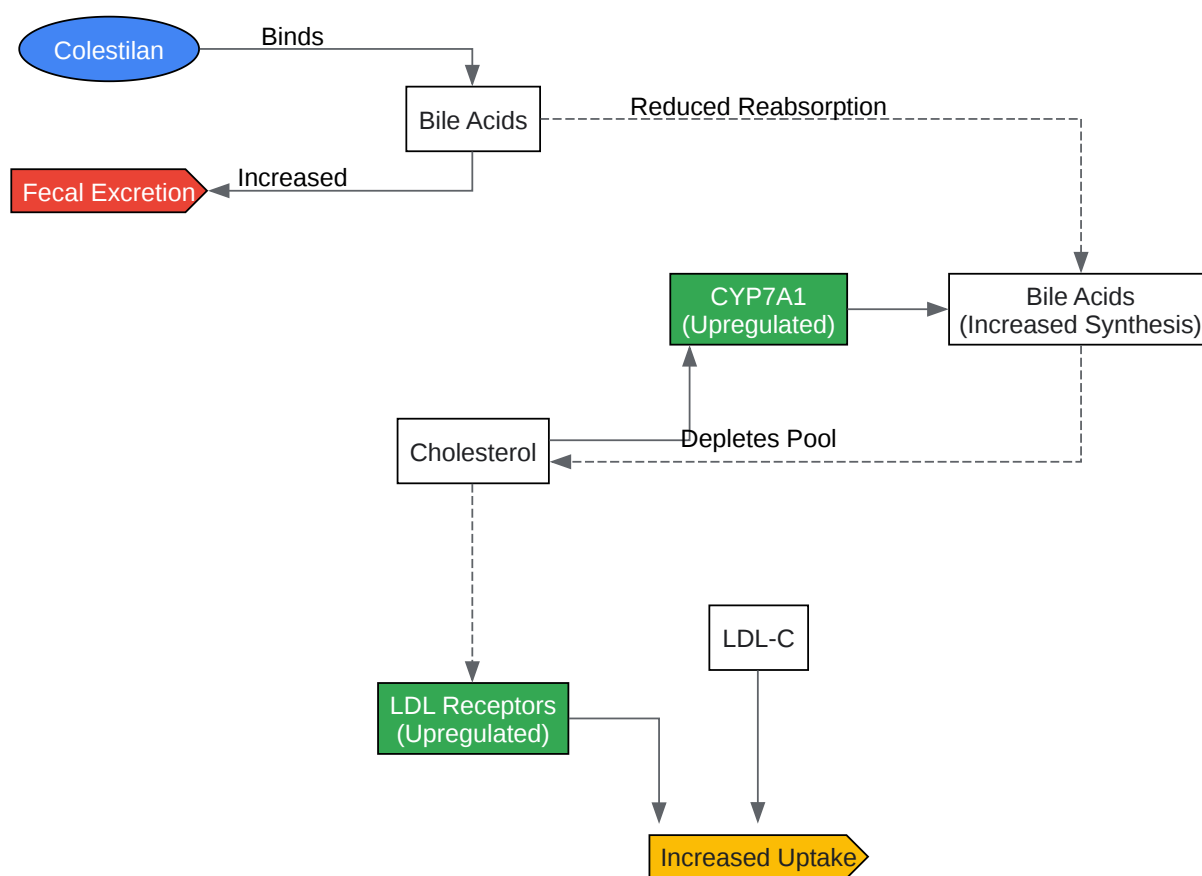 Colestilan
Binds
Bile Acids
Reduced Reabsorption
Fecal Excretion
Increased
CYP7A1
(Upregulated)
Bile Acids
(Increased Synthesis)
Cholesterol
Depletes Pool
LDL-C
LDL Receptors
(Upregulated)
Increased Uptake